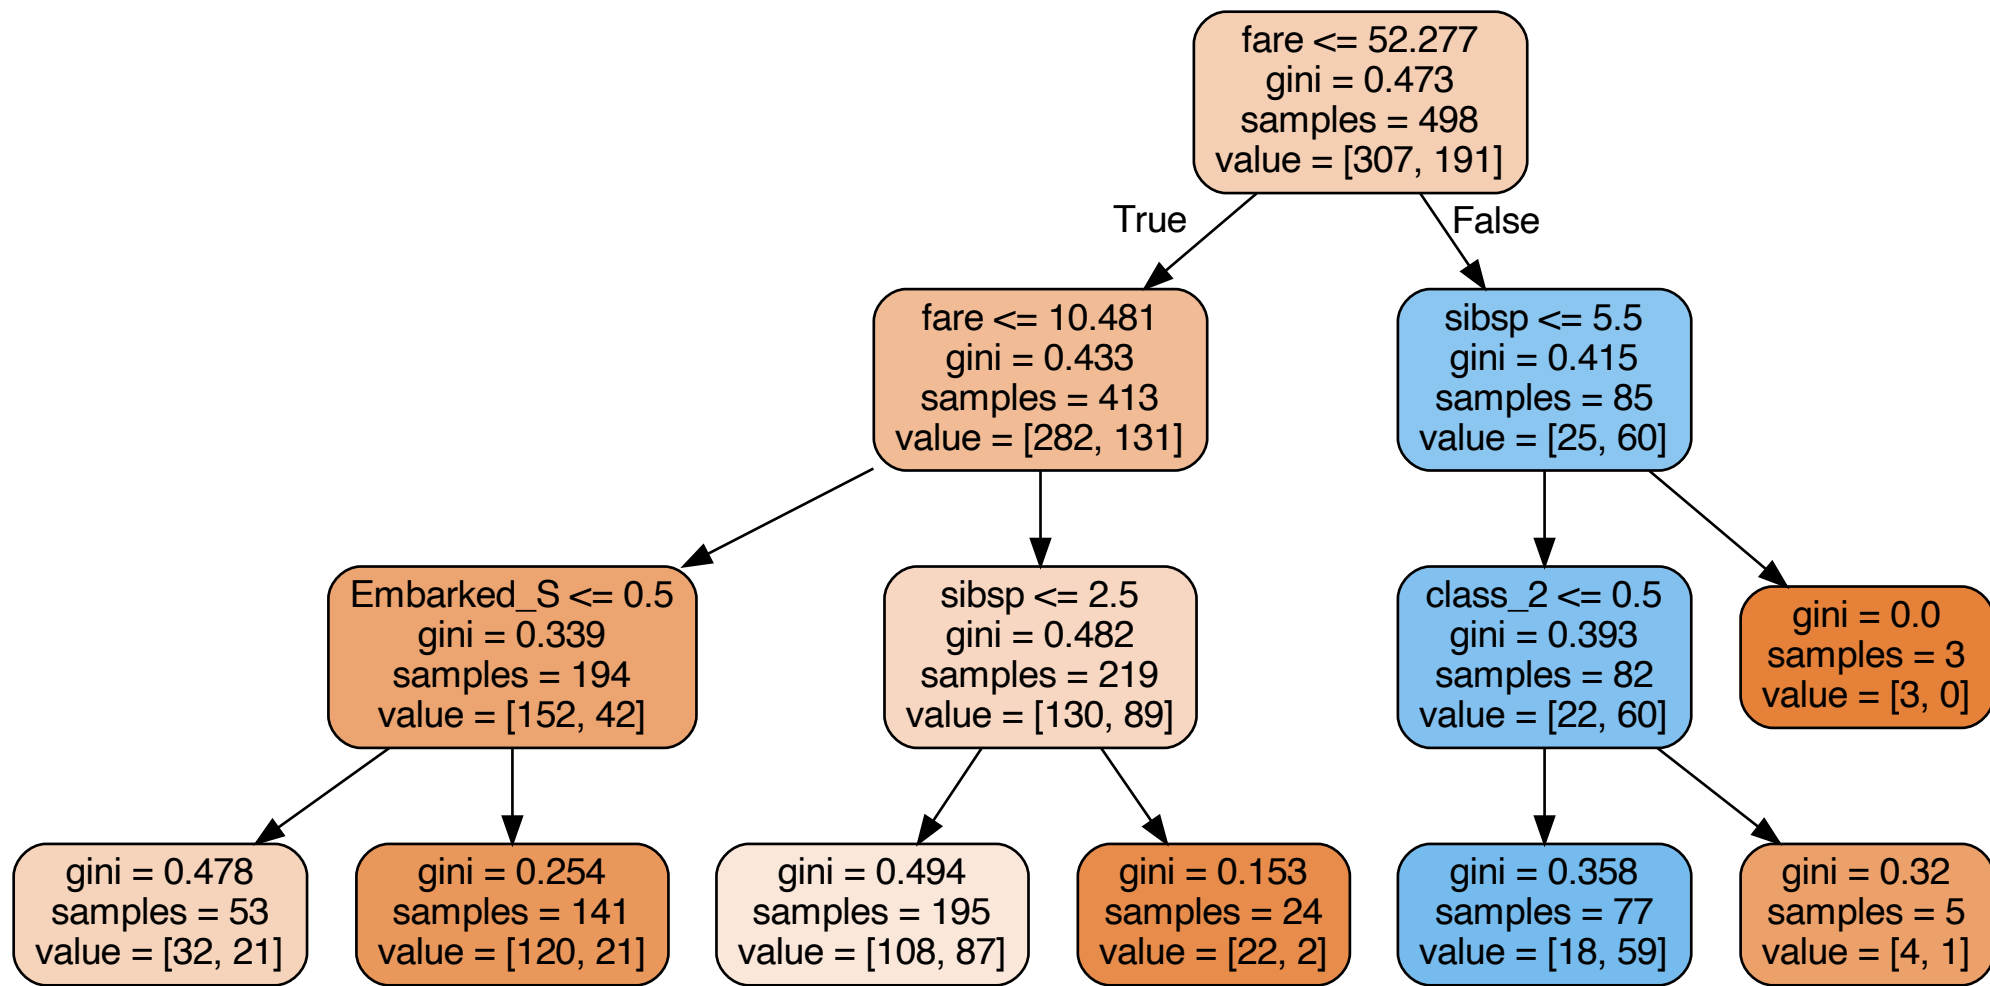 fare <= 52.277
gini = 0.473
samples = 498
value = [307, 191]
True
False
fare <= 10.481
gini = 0.433
samples = 413
value = [282, 131]
sibsp <= 5.5
gini = 0.415
samples = 85
value = [25, 60]
Embarked_S <= 0.5
gini = 0.339
samples = 194
value = [152, 42]
sibsp <= 2.5
gini = 0.482
samples = 219
value = [130, 89]
class_2 <= 0.5
gini = 0.393
samples = 82
value = [22, 60]
gini = 0.0
samples = 3
value = [3, 0]
gini = 0.478
samples = 53
value = [32, 21]
gini = 0.254
samples = 141
value = [120, 21]
gini = 0.494
samples = 195
value = [108, 87]
gini = 0.153
samples = 24
value = [22, 2]
gini = 0.358
samples = 77
value = [18, 59]
gini = 0.32
samples = 5
value = [4, 1]